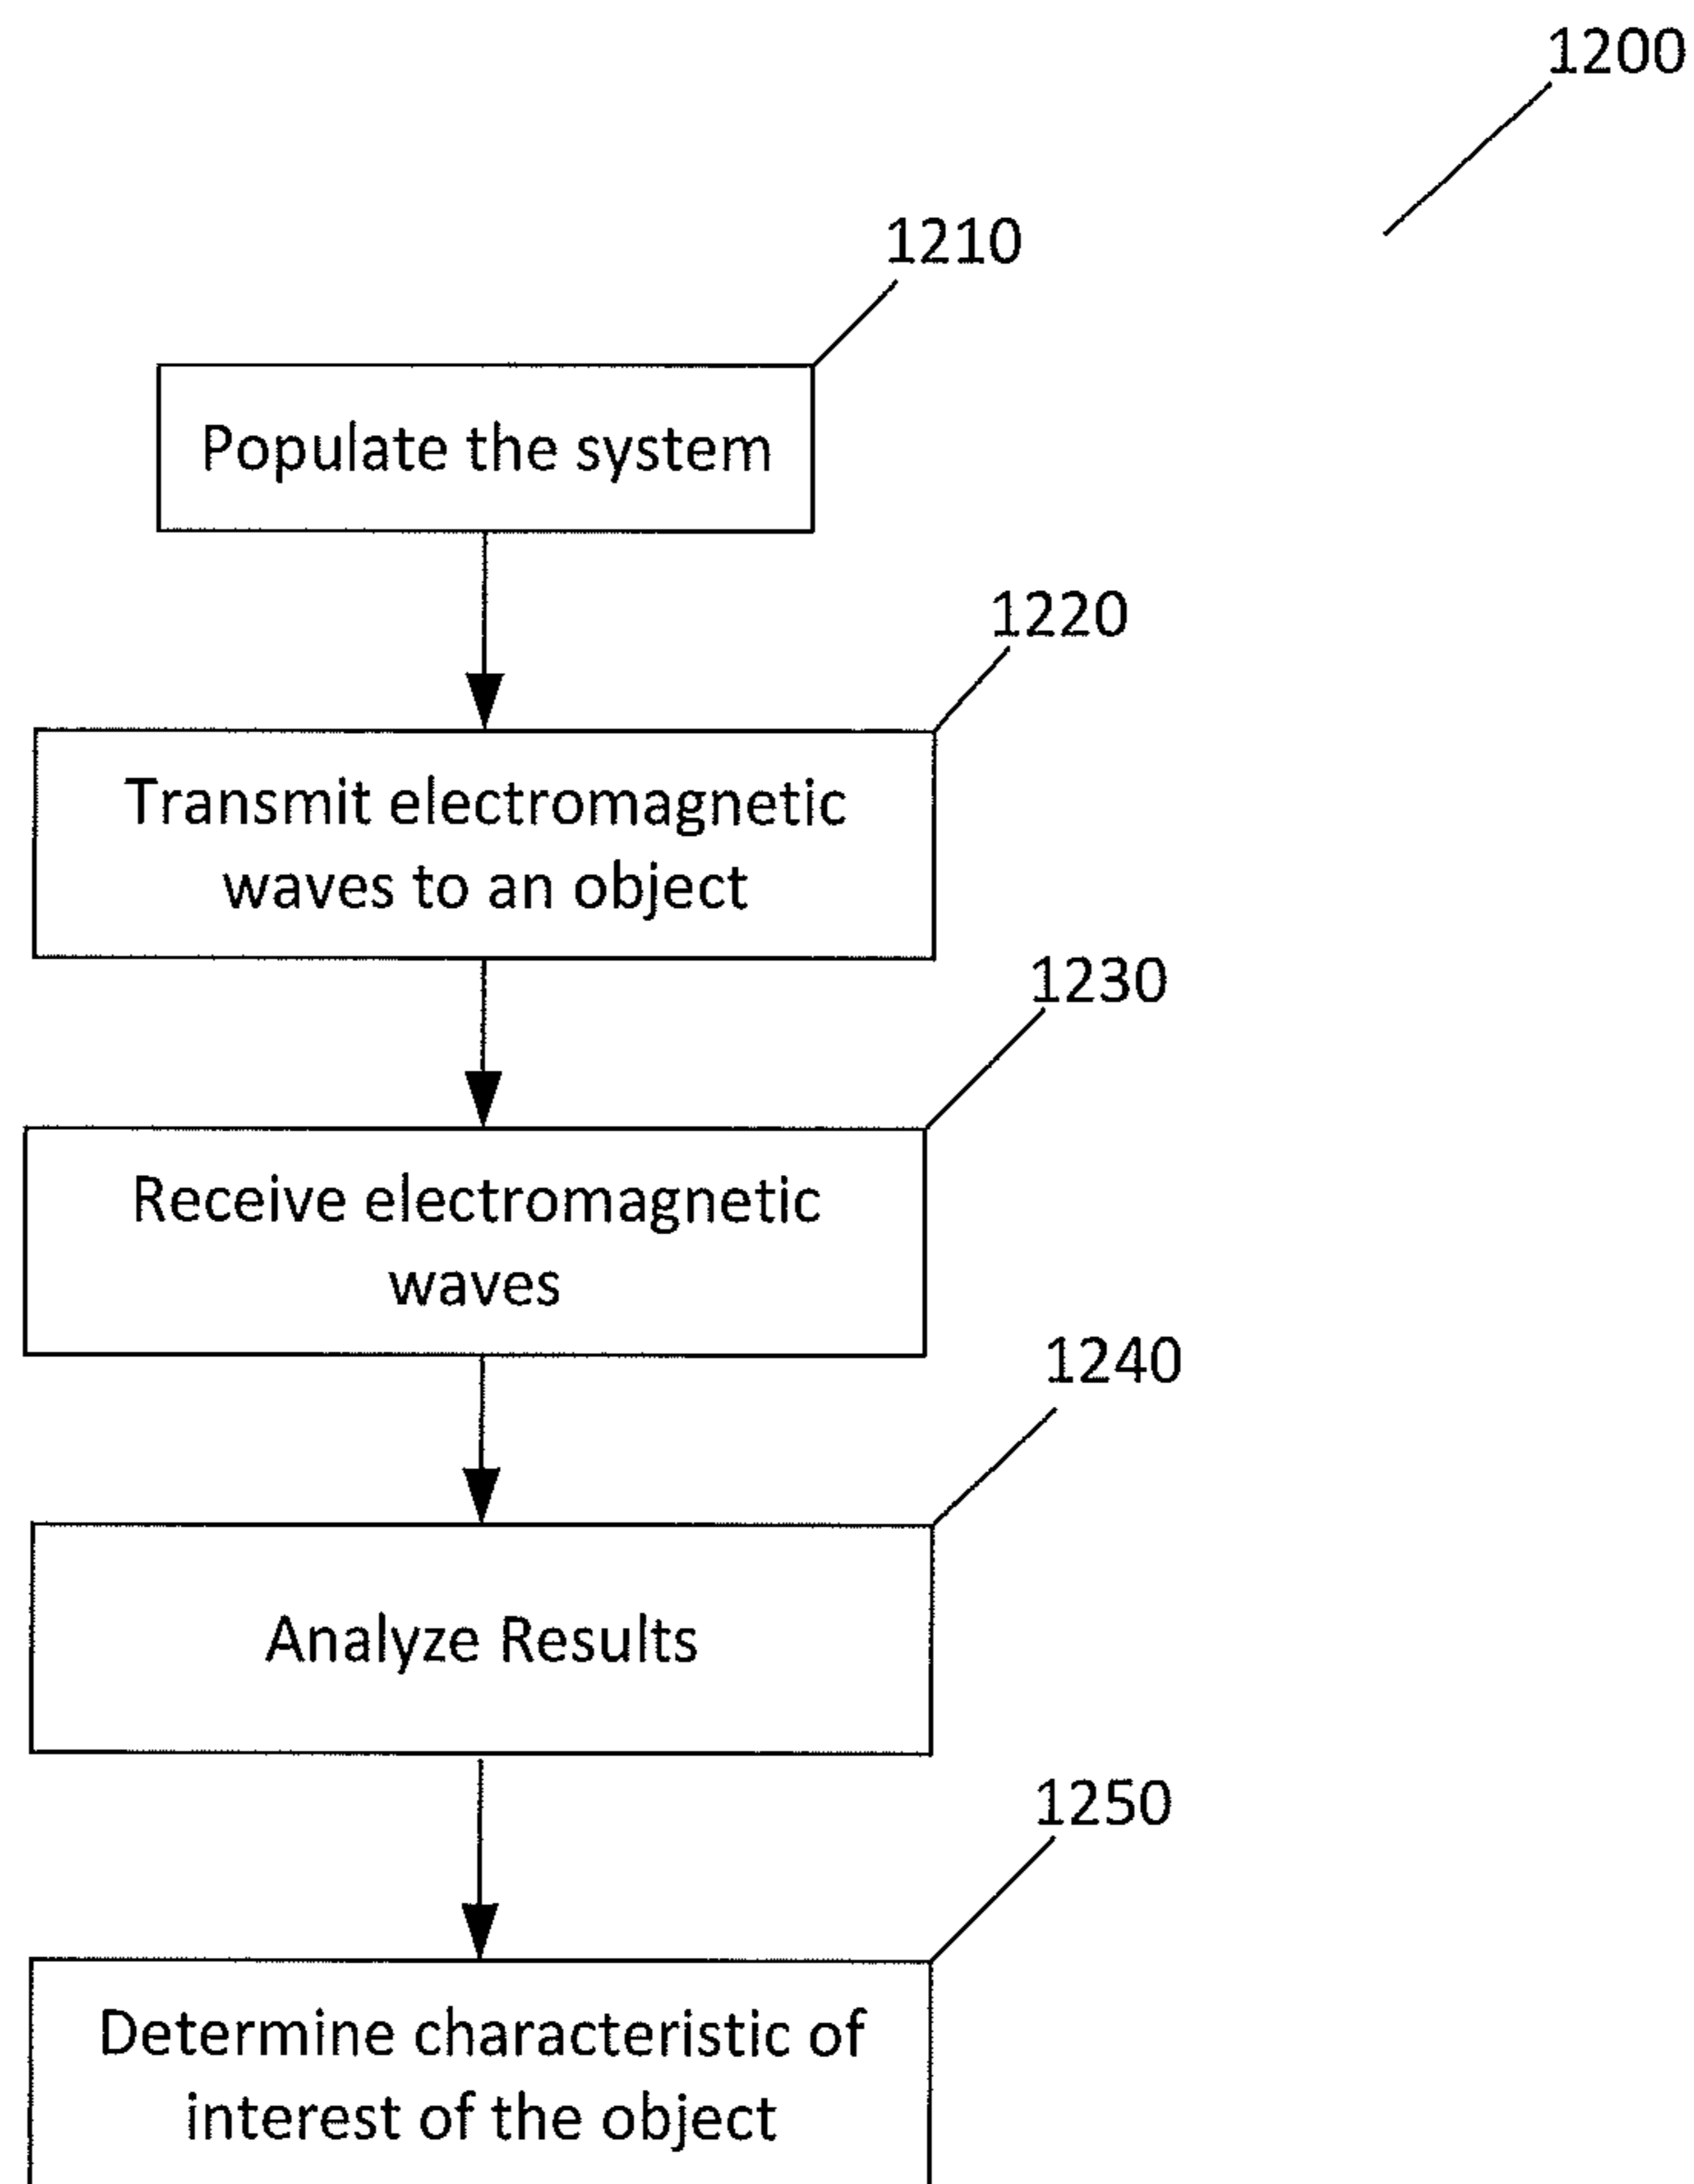 1200
1210
Populate the system
1220
Transmit electromagnetic
waves to an object
1230
Receive electromagnetic
waves
1240
Analyze Results
1250
Determine characteristic of
interest of the object